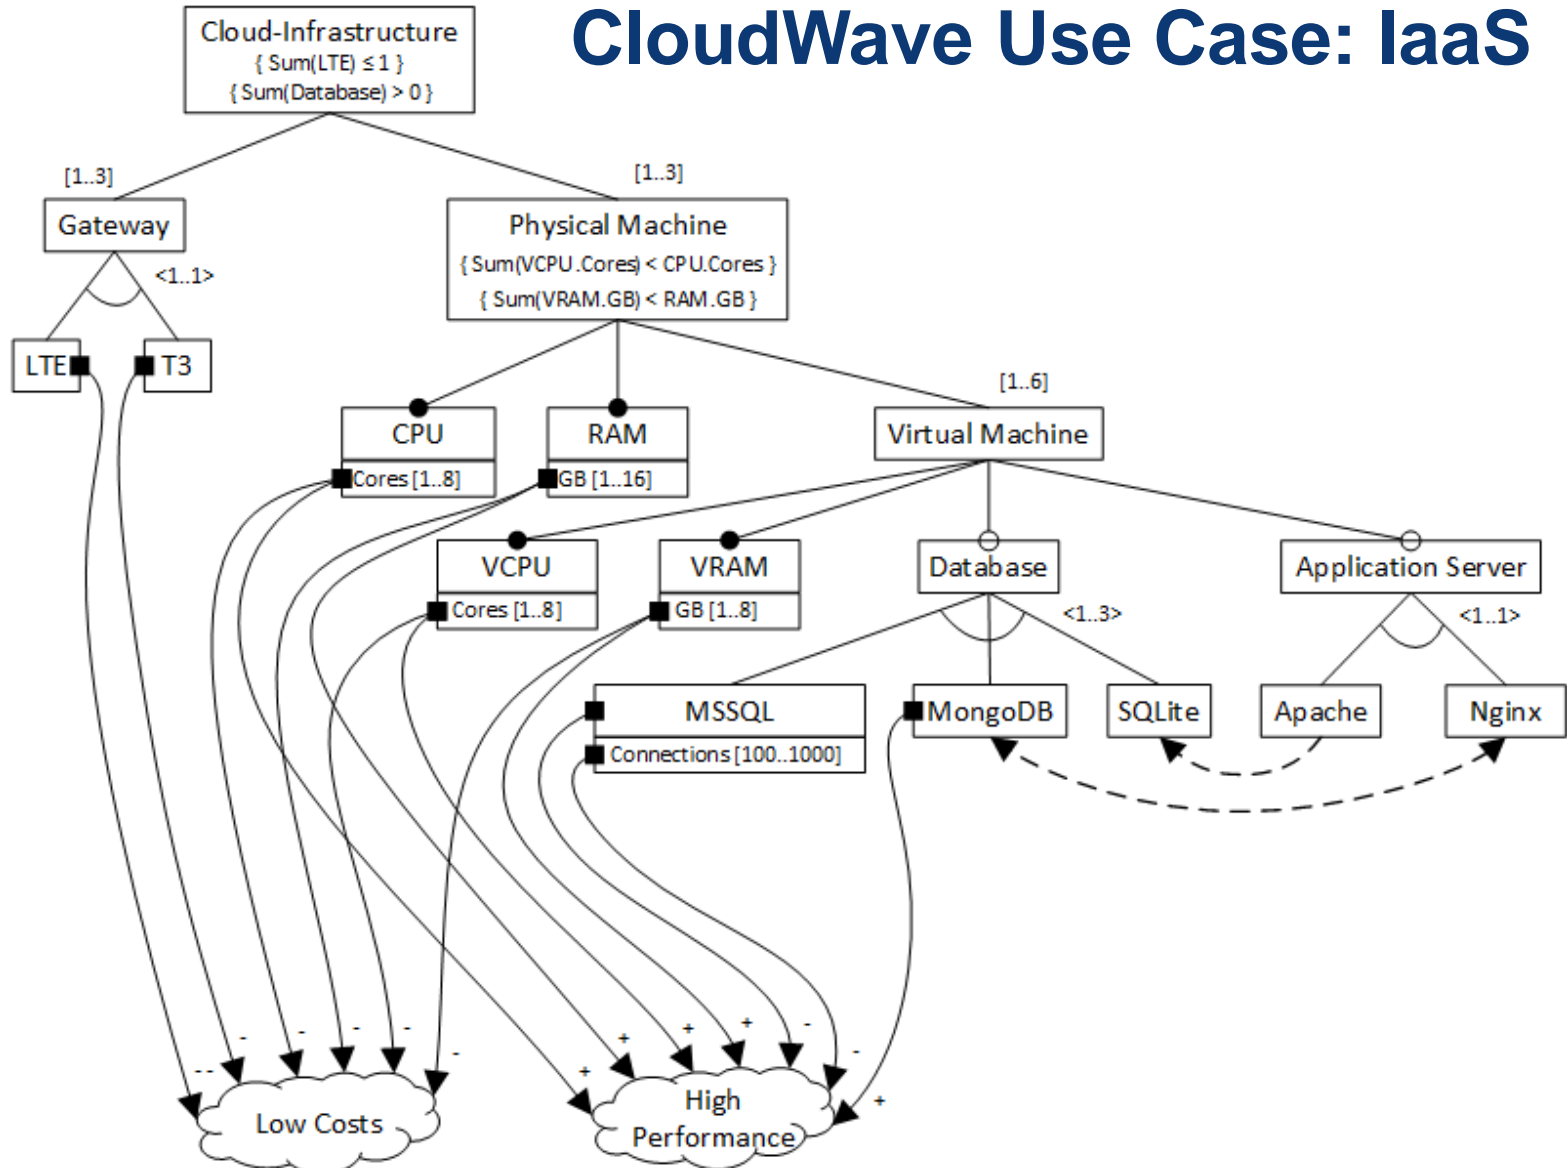 CloudWave Use Case: IaaS
Cloud-Infrastructure
{ Sum(LTE) ≤ 1 }
{ Sum(Database) > 0 }
[1..3]
[1..3]
Gateway
<1..1>
Physical Machine
{ Sum(VCPU.Cores) < CPU.Cores }
{ Sum(VRAM.GB) < RAM.GB }
LTE
T3
[1..6]
CPU
Cores [1..8]
RAM
GB [1..16]
Virtual Machine
VCPU
Cores [1..8]
VRAM
GB [1..8]
Database
<1..3>
Application Server
<1..1>
MSSQL
Connections [100..1000]
MongoDB
SQLite
Apache
Nginx
--
-
-
-
-
-
+
+
+
+
-
-
+
Low Costs
High
Performance